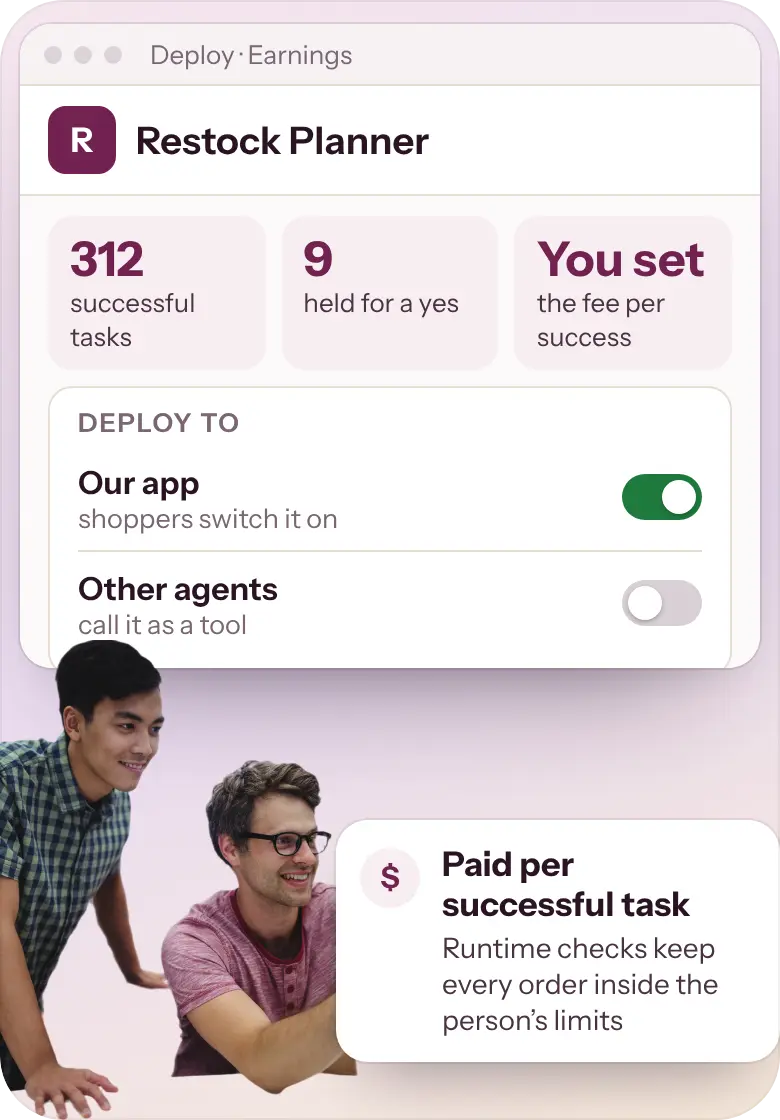 Deploy · Earnings
R
Restock Planner
312
successful
tasks
9
held for a yes
You set
the fee per
success
DEPLOY TO
Our app
shoppers switch it on
Other agents
call it as a tool
$
Paid per
successful task
Runtime checks keep
every order inside the
person’s limits